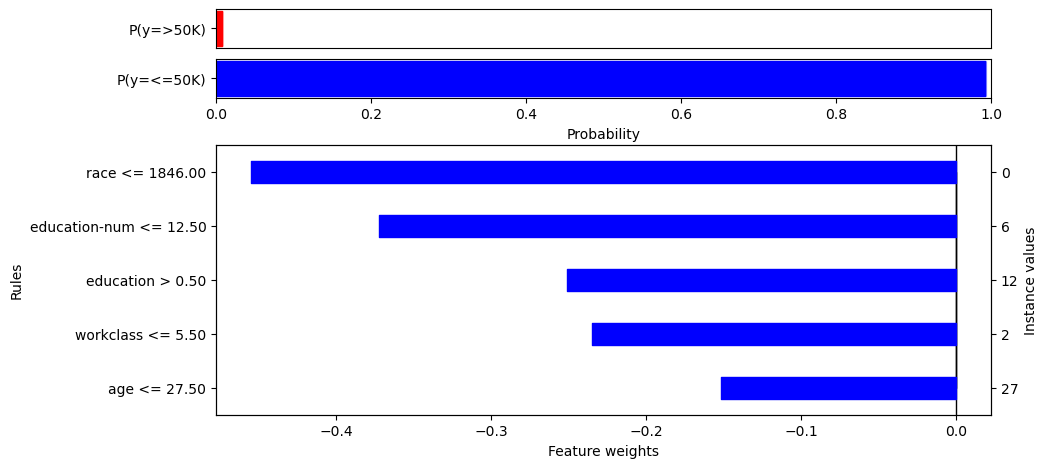 P(y=>50K)
P(y=<=50K)
0.0 0.2 0.4 0.6 0.8 1.0
Probability
race <= 1846.00 0
education-num <= 12.50 6
education > 0.50 12
workclass <= 5.50 2
age <= 27.50 27
Rules
Instance values
−0.4 −0.3 −0.2 −0.1 0.0
Feature weights